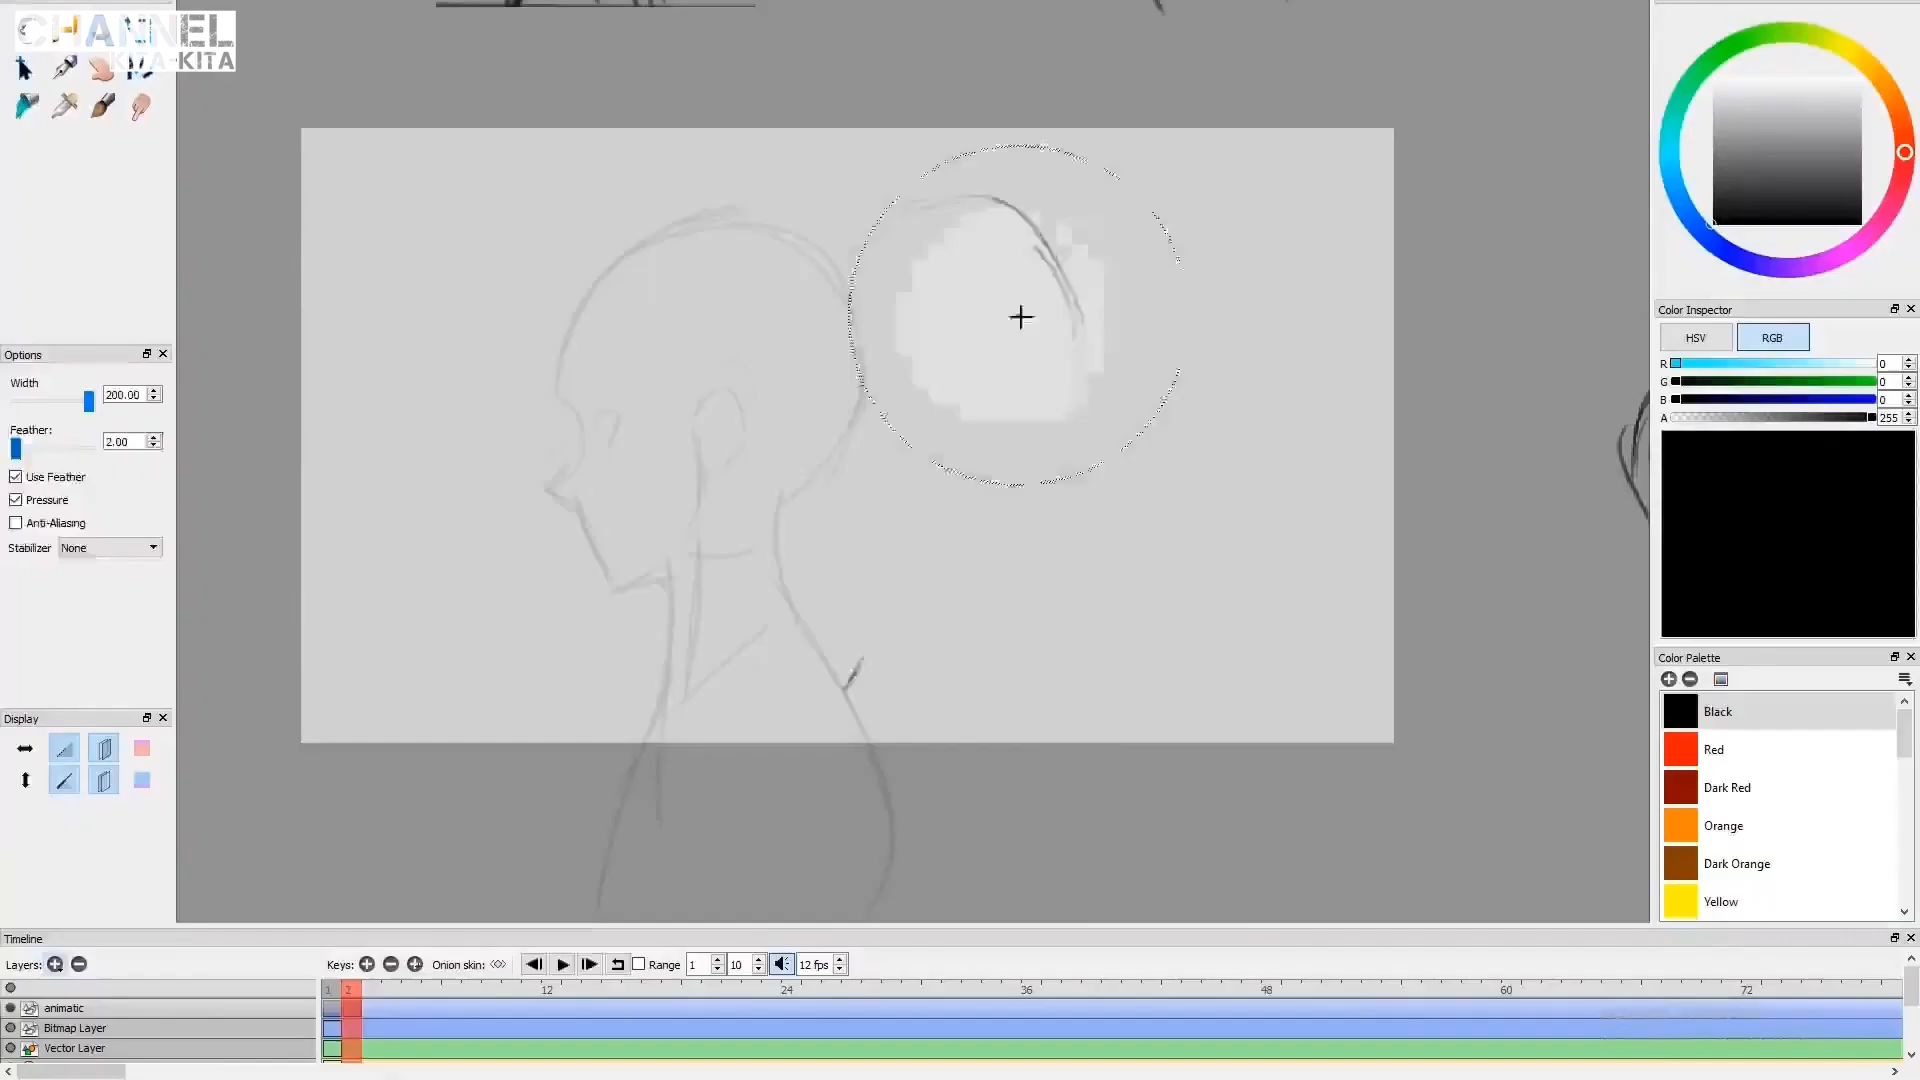 CHANNEL
KITA-KITA
Options
Width
200.00
Feather:
2.00
Use Feather
Pressure
Anti-Aliasing
Stabilizer None
Display
Color Inspector
HSV RGB
R 0
G 0
B 0
A 255
Color Palette
Black
Red
Dark Red
Orange
Dark Orange
Yellow
Timeline
Layers: Keys: Onion skin: Range 1 10 12 fps
1 2 12 24 36 48 60 72
animatic
Bitmap Layer
Vector Layer